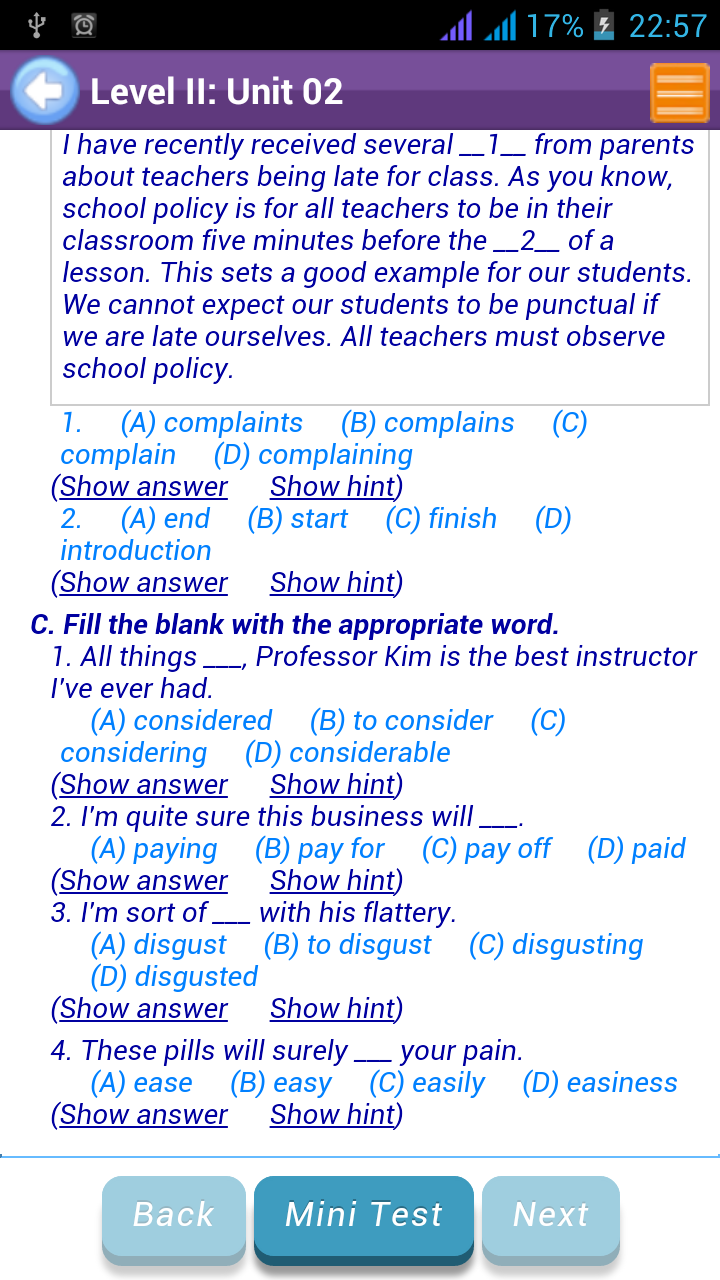 17% 22:57
Level II: Unit 02
I have recently received several __1__ from parents
about teachers being late for class. As you know,
school policy is for all teachers to be in their
classroom five minutes before the __2__ of a
lesson. This sets a good example for our students.
We cannot expect our students to be punctual if
we are late ourselves. All teachers must observe
school policy.
1. (A) complaints (B) complains (C)
complain (D) complaining
(Show answer Show hint)
2. (A) end (B) start (C) finish (D)
introduction
(Show answer Show hint)
C. Fill the blank with the appropriate word.
1. All things ___, Professor Kim is the best instructor
I've ever had.
(A) considered (B) to consider (C)
considering (D) considerable
(Show answer Show hint)
2. I'm quite sure this business will ___.
(A) paying (B) pay for (C) pay off (D) paid
(Show answer Show hint)
3. I'm sort of ___ with his flattery.
(A) disgust (B) to disgust (C) disgusting
(D) disgusted
(Show answer Show hint)
4. These pills will surely ___ your pain.
(A) ease (B) easy (C) easily (D) easiness
(Show answer Show hint)
Back Mini Test Next